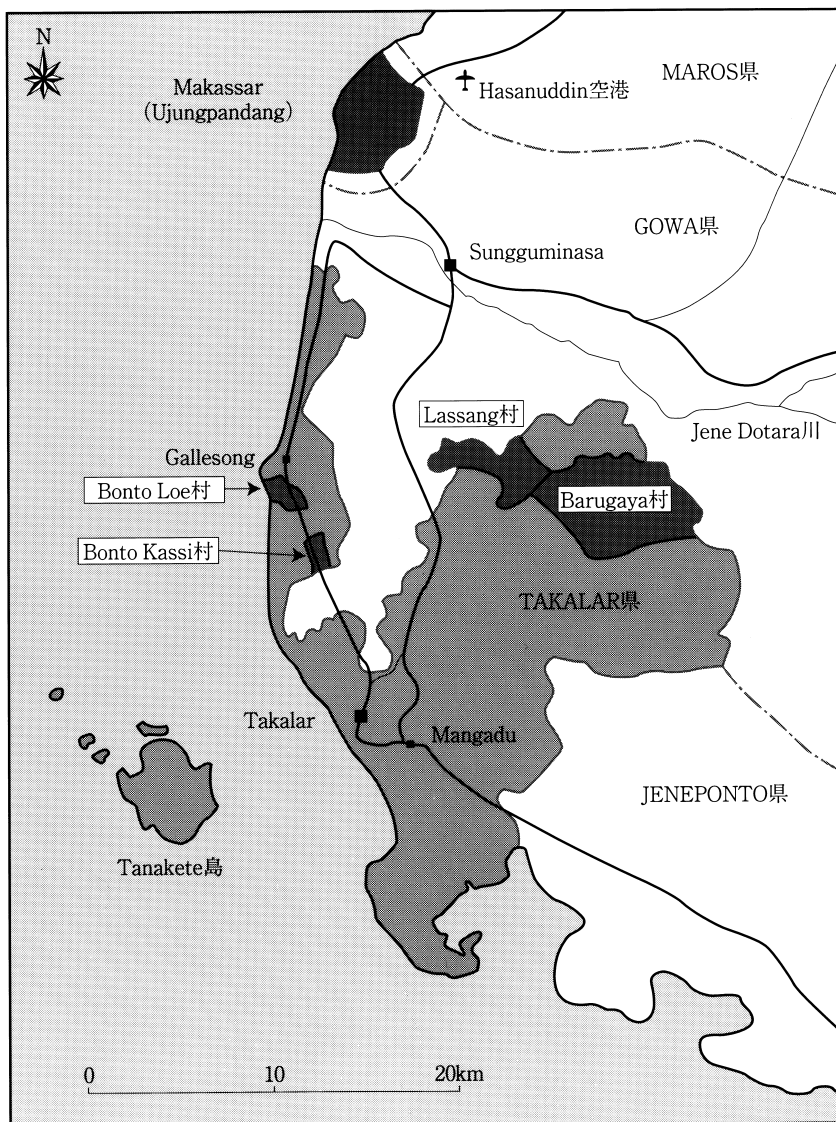 N
Makassar
(Ujungpandang)
Hasanuddin空港
MAROS県
GOWA県
Sungguminasa
Lassang村
Jene Dotara川
Gallesong
Bonto Loe村
Barugaya村
Bonto Kassi村
TAKALAR県
Takalar
Mangadu
JENEPONTO県
Tanakete島
0 10 20km